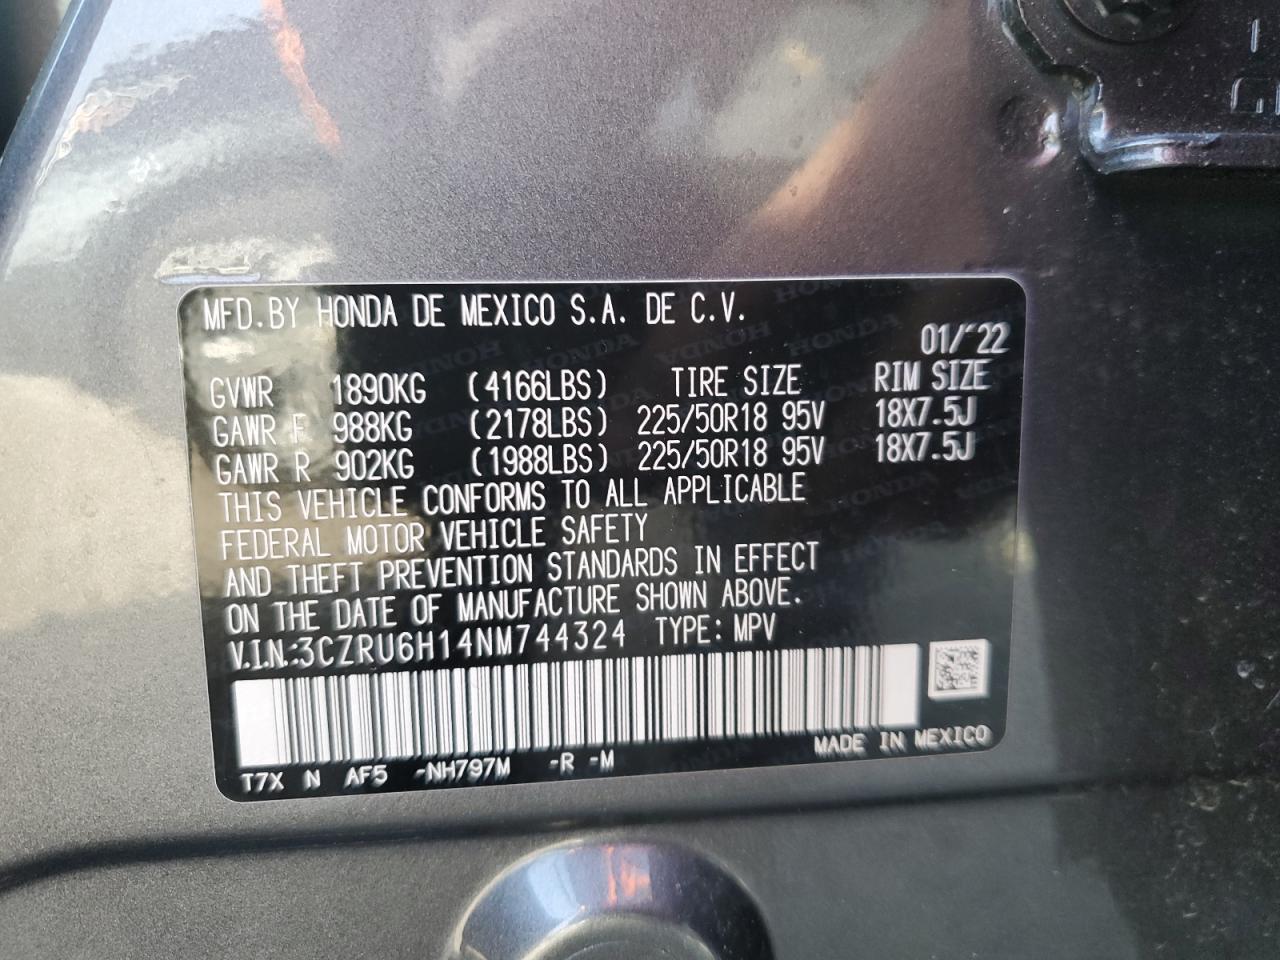 MFD.BY HONDA DE MEXICO S.A. DE C.V.
01/´22
GVWR 1890KG (4166LBS) TIRE SIZE RIM SIZE
GAWR F 988KG (2178LBS) 225/50R18 95V 18X7.5J
GAWR R 902KG (1988LBS) 225/50R18 95V 18X7.5J
THIS VEHICLE CONFORMS TO ALL APPLICABLE
FEDERAL MOTOR VEHICLE SAFETY
AND THEFT PREVENTION STANDARDS IN EFFECT
ON THE DATE OF MANUFACTURE SHOWN ABOVE.
V.I.N.:3CZRU6H14NM744324 TYPE: MPV
MADE IN MEXICO
T7X N AF5 -NH797M -R -M